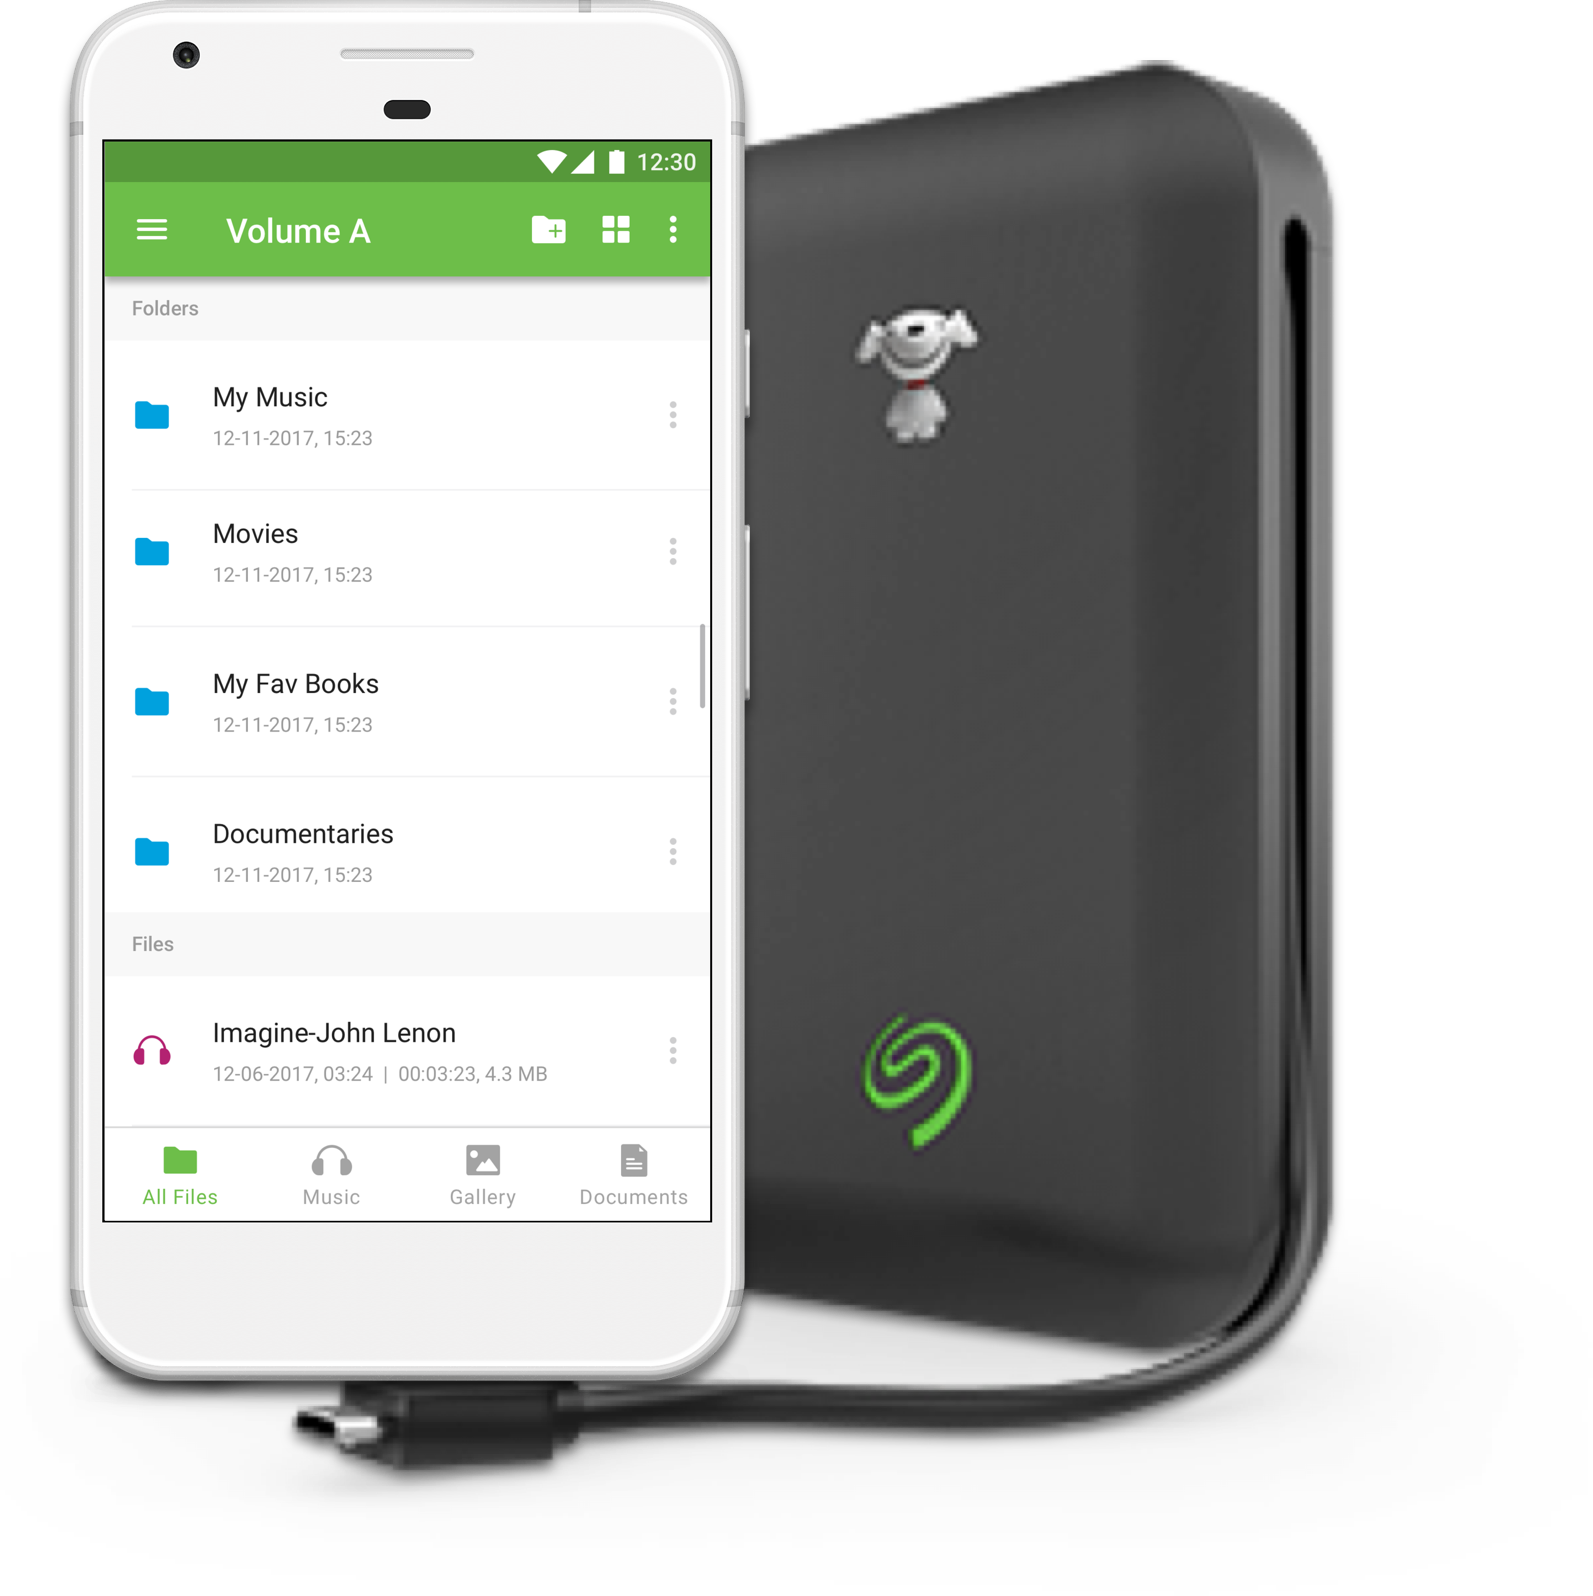 12:30
Volume A
Folders
My Music
12-11-2017, 15:23
Movies
12-11-2017, 15:23
My Fav Books
12-11-2017, 15:23
Documentaries
12-11-2017, 15:23
Files
Imagine-John Lenon
12-06-2017, 03:24 | 00:03:23, 4.3 MB
All Files
Music
Gallery
Documents